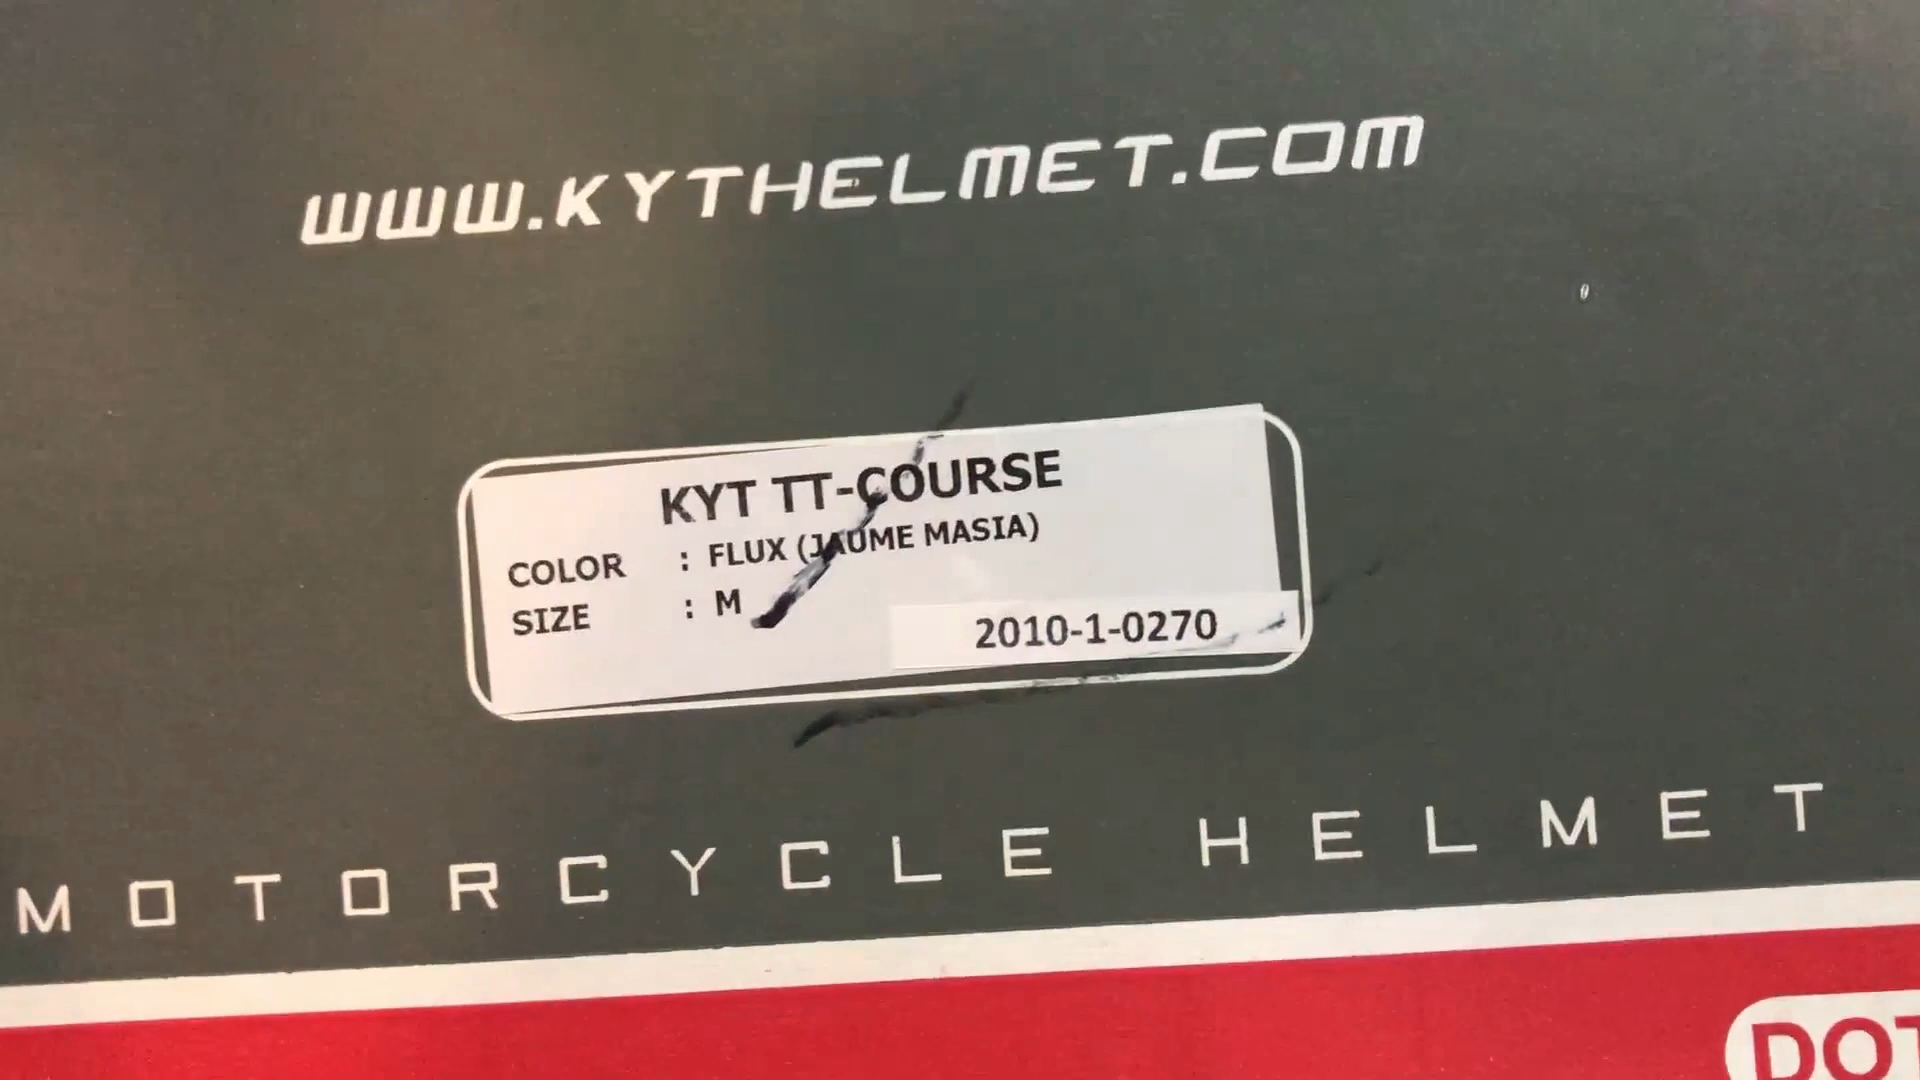 WWW.KYTHELMET.COM
KYT TT-COURSE
COLOR : FLUX (JAUME MASIA)
SIZE : M
2010-1-0270
MOTORCYCLE HELMET
DOT